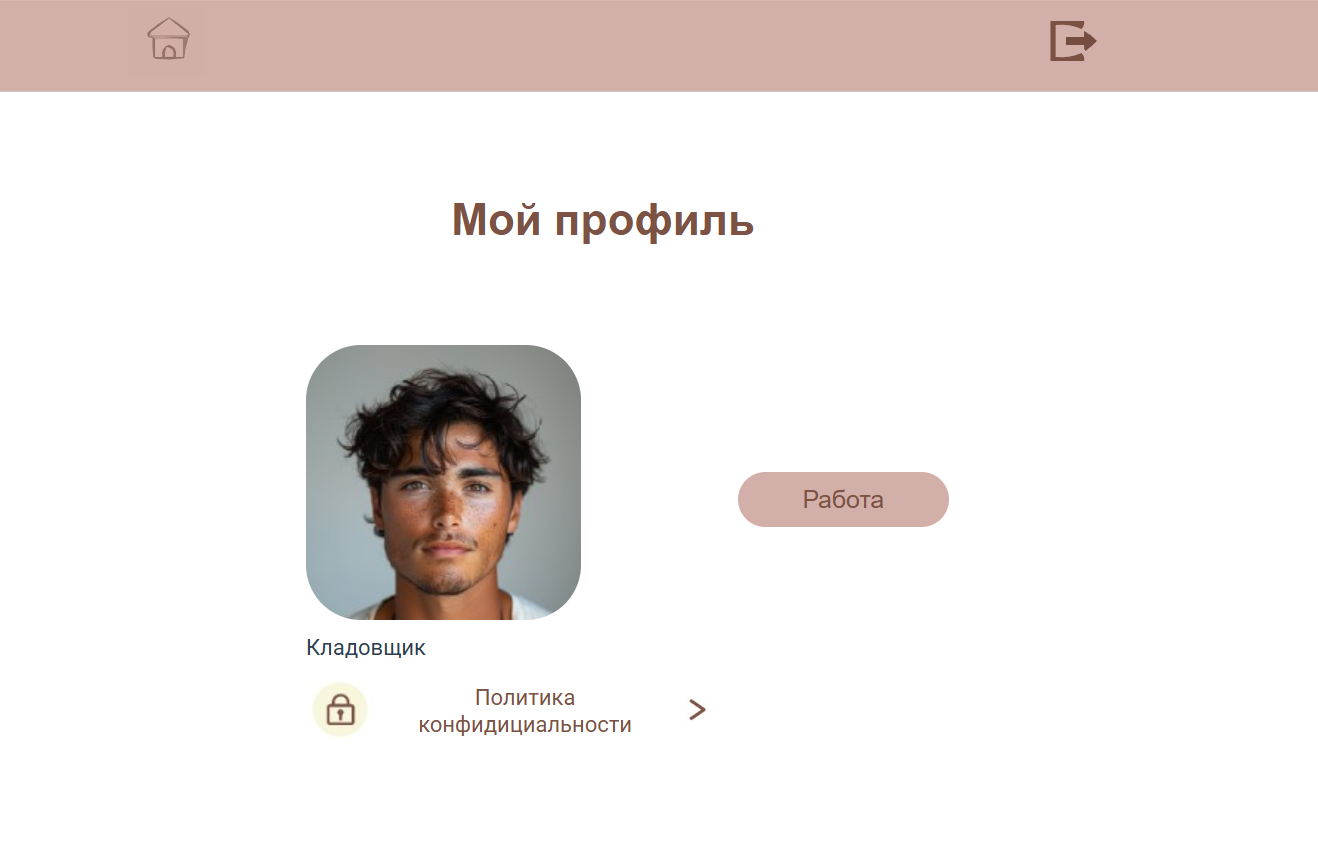 Мой профиль
Работа
Кладовщик
Политика
конфидициальности